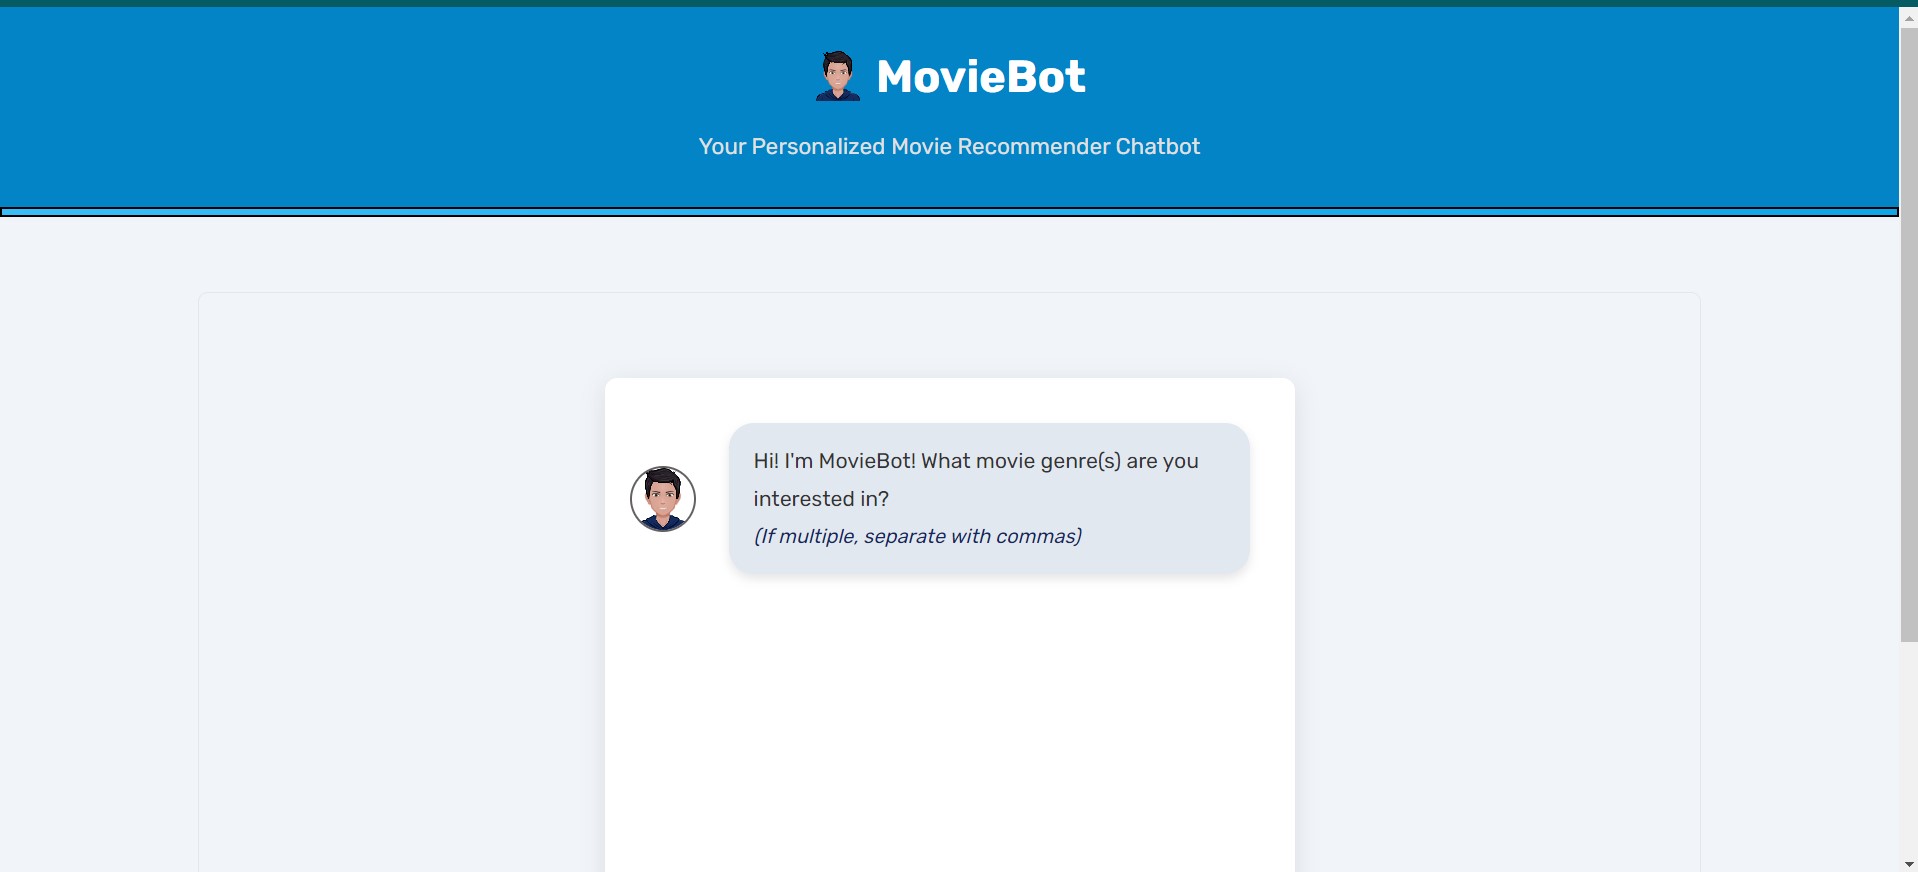 MovieBot
Your Personalized Movie Recommender Chatbot
Hi! I'm MovieBot! What movie genre(s) are you
interested in?
(If multiple, separate with commas)